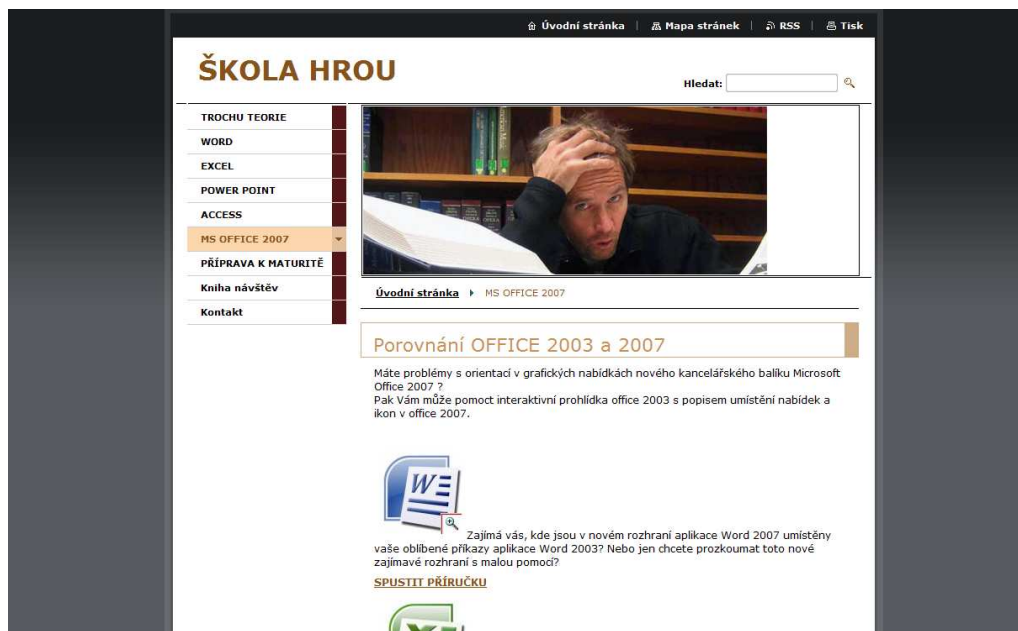 Úvodní stránka | Mapa stránek | RSS | Tisk
ŠKOLA HROU
Hledat:
TROCHU TEORIE
WORD
EXCEL
POWER POINT
ACCESS
MS OFFICE 2007
PŘÍPRAVA K MATURITĚ
Kniha návštěv
Kontakt
Úvodní stránka MS OFFICE 2007
Porovnání OFFICE 2003 a 2007
Máte problémy s orientací v grafických nabídkách nového kancelářského balíku Microsoft
Office 2007 ?
Pak Vám může pomoct interaktivní prohlídka office 2003 s popisem umístění nabídek a
ikon v office 2007.
W
Zajímá vás, kde jsou v novém rozhraní aplikace Word 2007 umístěny
vaše oblíbené příkazy aplikace Word 2003? Nebo jen chcete prozkoumat toto nové
zajímavé rozhraní s malou pomocí?
SPUSTIT PŘÍRUČKU